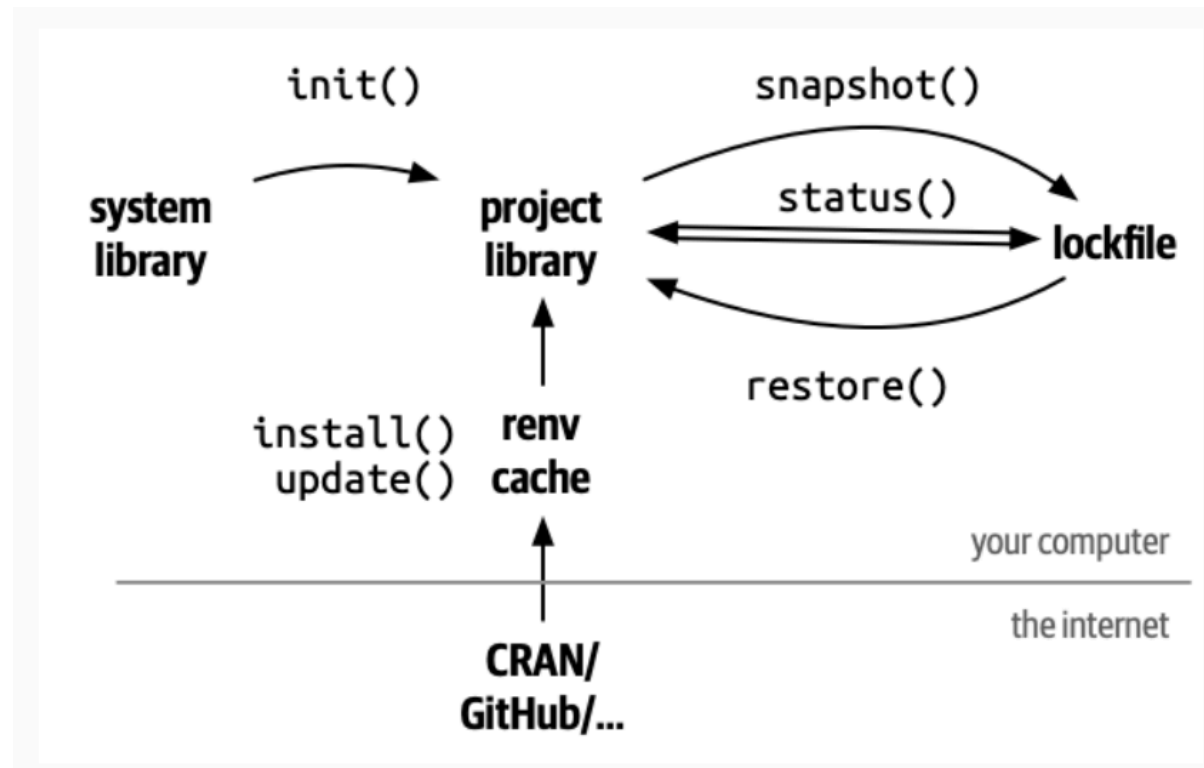 init()
snapshot()
system
library
project
library
status()
lockfile
restore()
install()
update()
renv
cache
your computer
the internet
CRAN/
GitHub/...